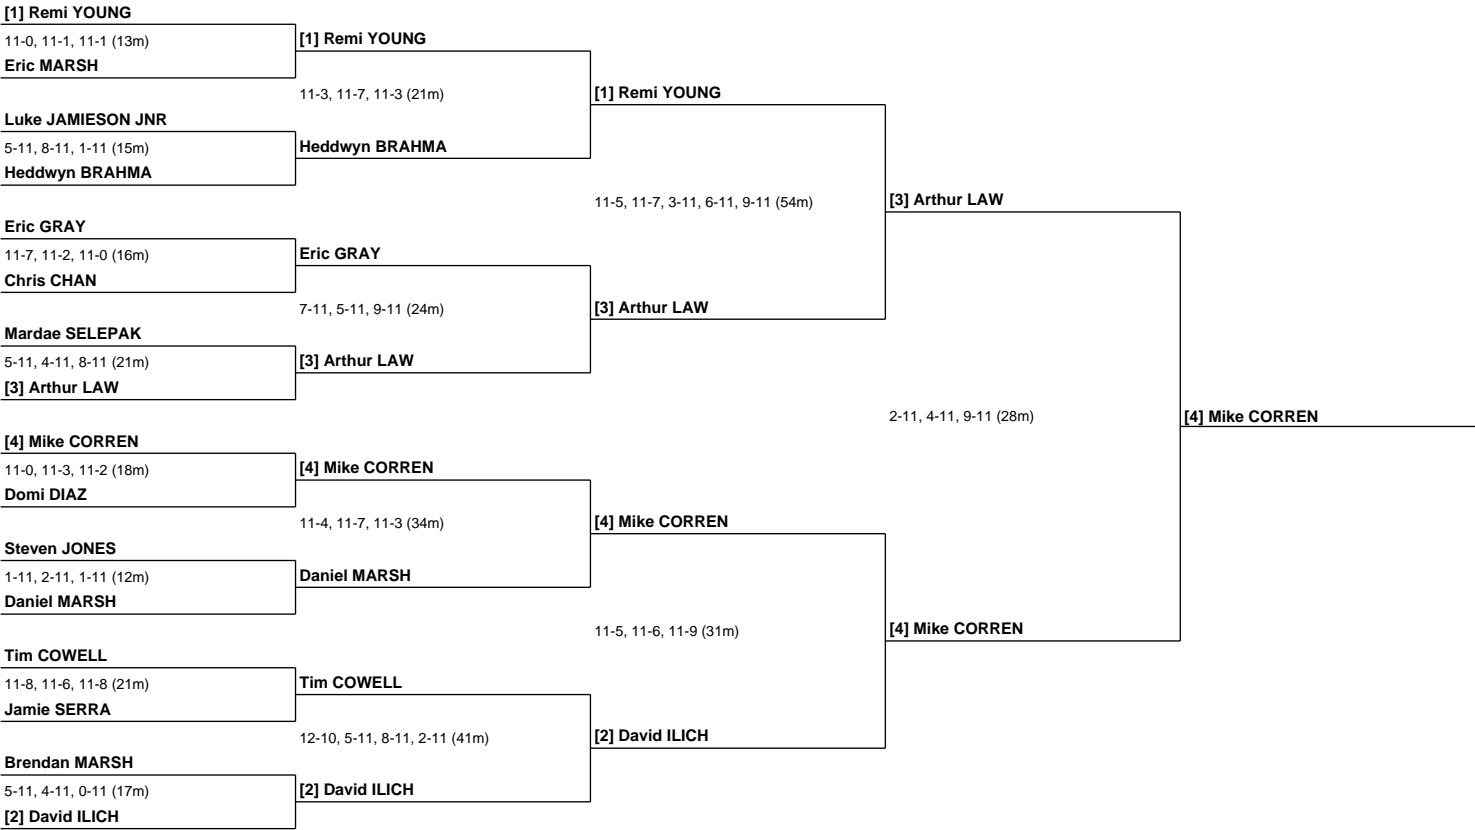 [1] Remi YOUNG
11-0, 11-1, 11-1 (13m)
Eric MARSH
Luke JAMIESON JNR
5-11, 8-11, 1-11 (15m)
Heddwyn BRAHMA
Eric GRAY
11-7, 11-2, 11-0 (16m)
Chris CHAN
Mardae SELEPAK
5-11, 4-11, 8-11 (21m)
[3] Arthur LAW
[4] Mike CORREN
11-0, 11-3, 11-2 (18m)
Domi DIAZ
Steven JONES
1-11, 2-11, 1-11 (12m)
Daniel MARSH
Tim COWELL
11-8, 11-6, 11-8 (21m)
Jamie SERRA
Brendan MARSH
5-11, 4-11, 0-11 (17m)
[2] David ILICH
[1] Remi YOUNG
11-3, 11-7, 11-3 (21m)
Heddwyn BRAHMA
Eric GRAY
7-11, 5-11, 9-11 (24m)
[3] Arthur LAW
[4] Mike CORREN
11-4, 11-7, 11-3 (34m)
Daniel MARSH
Tim COWELL
12-10, 5-11, 8-11, 2-11 (41m)
[2] David ILICH
[1] Remi YOUNG
11-5, 11-7, 3-11, 6-11, 9-11 (54m)
[3] Arthur LAW
[4] Mike CORREN
11-5, 11-6, 11-9 (31m)
[2] David ILICH
[3] Arthur LAW
2-11, 4-11, 9-11 (28m)
[4] Mike CORREN
[4] Mike CORREN